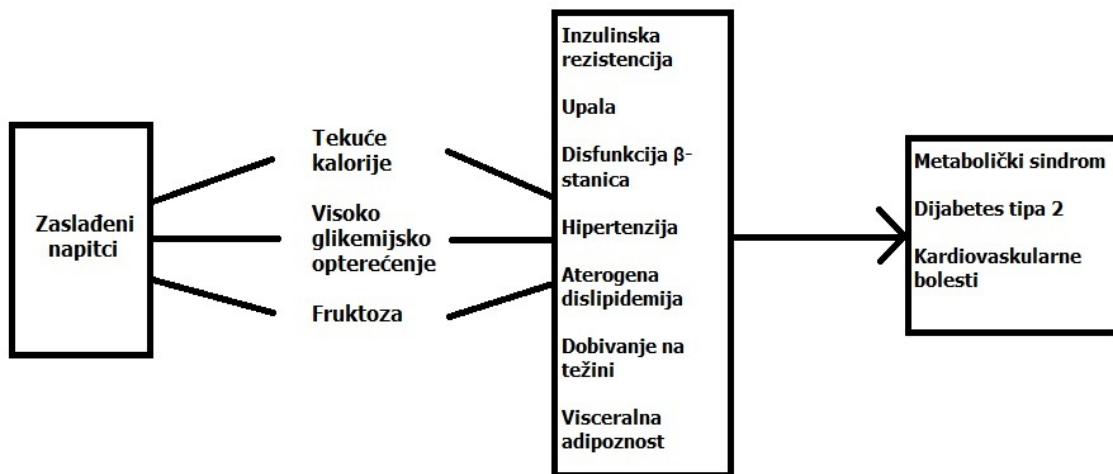 Zaslađeni
napitci
Tekuće
kalorije
Visoko
glikemijsko
opterećenje
Fruktoza
Inzulinska
rezistencija
Upala
Disfunkcija β-
stanica
Hipertenzija
Aterogena
dislipidemija
Dobivanje na
težini
Visceralna
adipoznost
Metabolički sindrom
Dijabetes tipa 2
Kardiovaskularne
bolesti